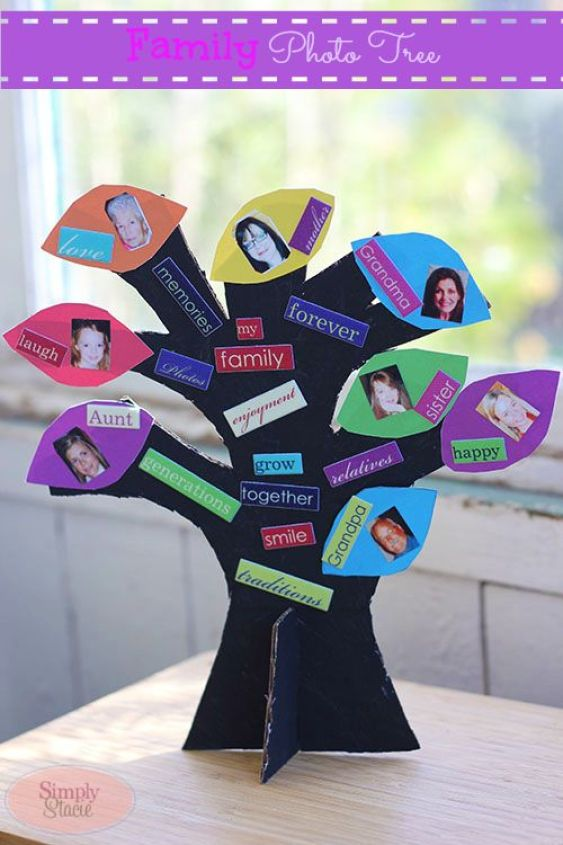 Family Photo Tree
love
mother
Grandma
memories
forever
laugh
my
family
Photos
enjoyment
sister
Aunt
happy
grow
relatives
generations
together
Grandpa
smile
traditions
Simply
Stacie